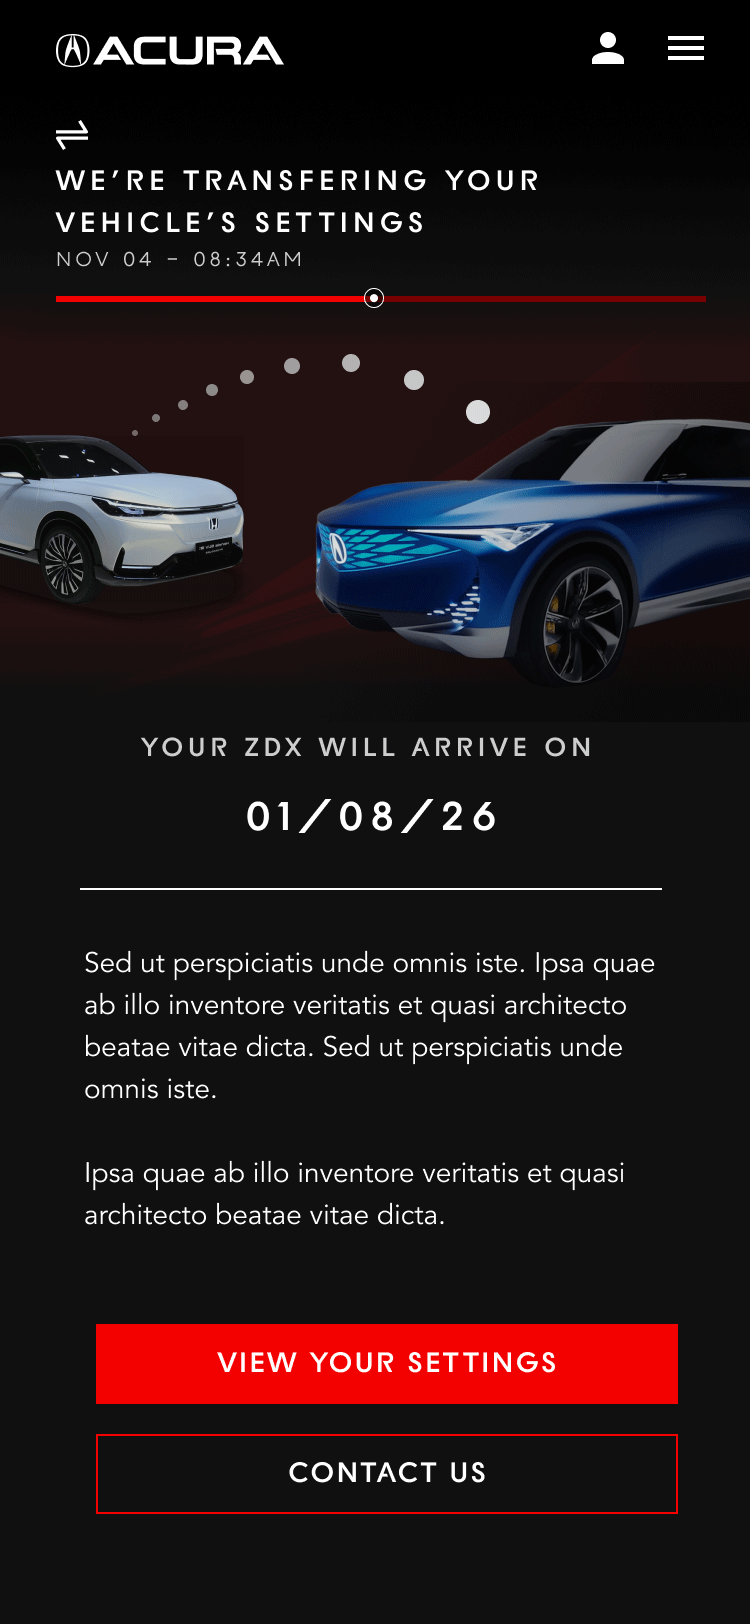 ACURA
WE’RE TRANSFERING YOUR
VEHICLE’S SETTINGS
NOV 04 – 08:34AM
YOUR ZDX WILL ARRIVE ON
01/08/26
Sed ut perspiciatis unde omnis iste. Ipsa quae
ab illo inventore veritatis et quasi architecto
beatae vitae dicta. Sed ut perspiciatis unde
omnis iste.
Ipsa quae ab illo inventore veritatis et quasi
architecto beatae vitae dicta.
VIEW YOUR SETTINGS
CONTACT US